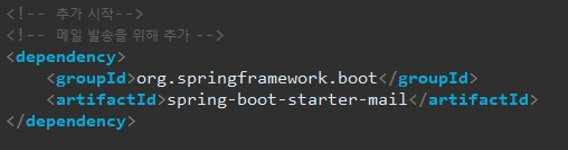 <!-- 추가 시작-->
<!-- 메일 발송을 위해 추가 -->
<dependency>
    <groupId>org.springframework.boot</groupId>
    <artifactId>spring-boot-starter-mail</artifactId>
</dependency>